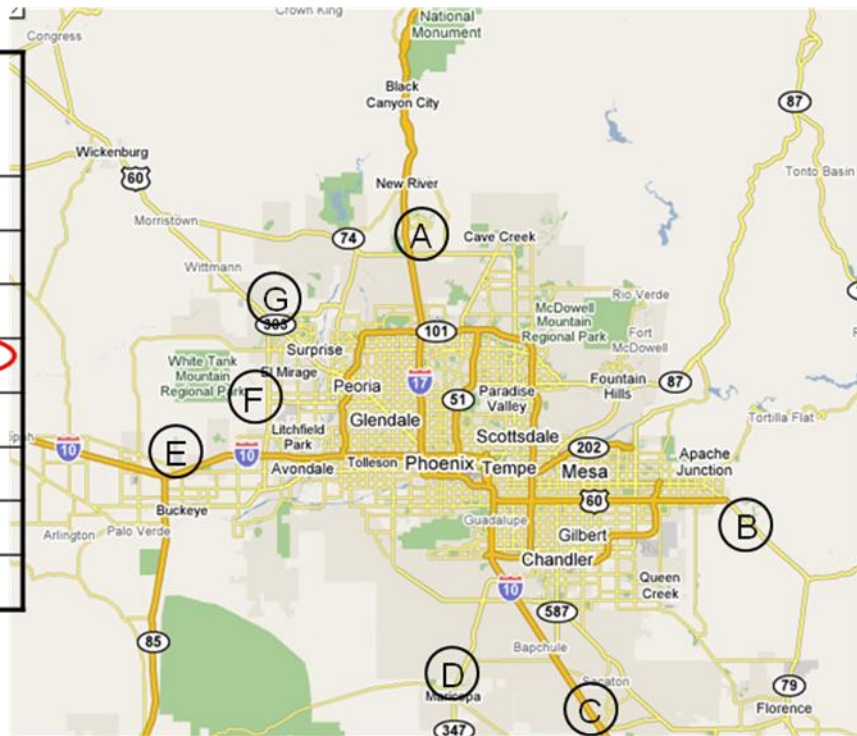 Crown King
National
Monument
Congress
Black
Canyon City
87
Wickenburg
60
Tonto Basin
New River
Morristown
74
A
Cave Creek
Wittmann
G
Rio Verde
303
101
McDowell
Mountain
Regional Park
Fort
McDowell
Surprise
White Tank
Mountain
Regional Park
El Mirage
Peoria
17
51
Paradise
Valley
Fountain
Hills
87
F
Glendale
Litchfield
Park
Scottsdale
Tortilla Flat
10
E
10
202
Apache
Junction
Avondale
Tolleson
Phoenix
Tempe
Mesa
60
Buckeye
Guadalupe
B
Arlington
Palo Verde
Gilbert
Chandler
10
Queen
Creek
587
85
Bapchule
D
Maricopa
Sacaton
C
79
Florence
347